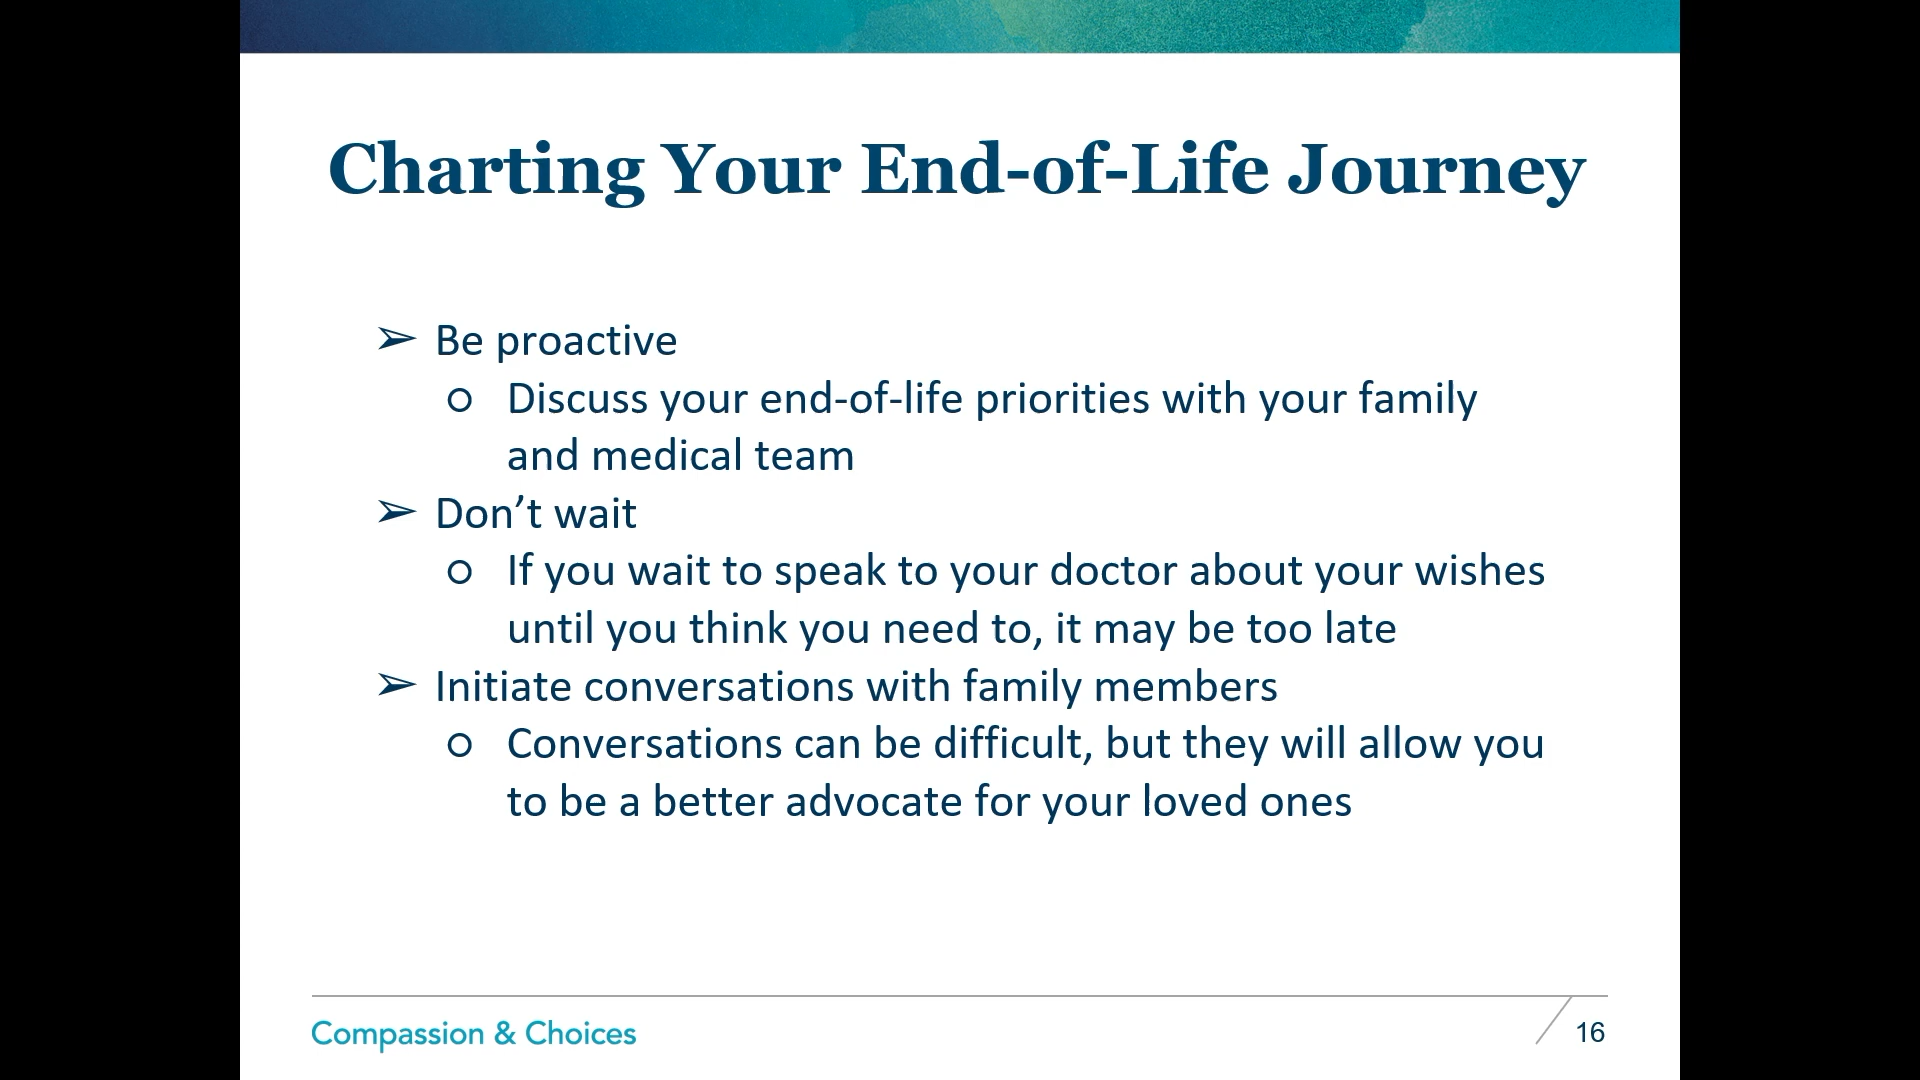 Charting Your End-of-Life Journey
➢ Be proactive
○ Discuss your end-of-life priorities with your family
and medical team
➢ Don’t wait
○ If you wait to speak to your doctor about your wishes
until you think you need to, it may be too late
➢ Initiate conversations with family members
○ Conversations can be difficult, but they will allow you
to be a better advocate for your loved ones
Compassion & Choices
16